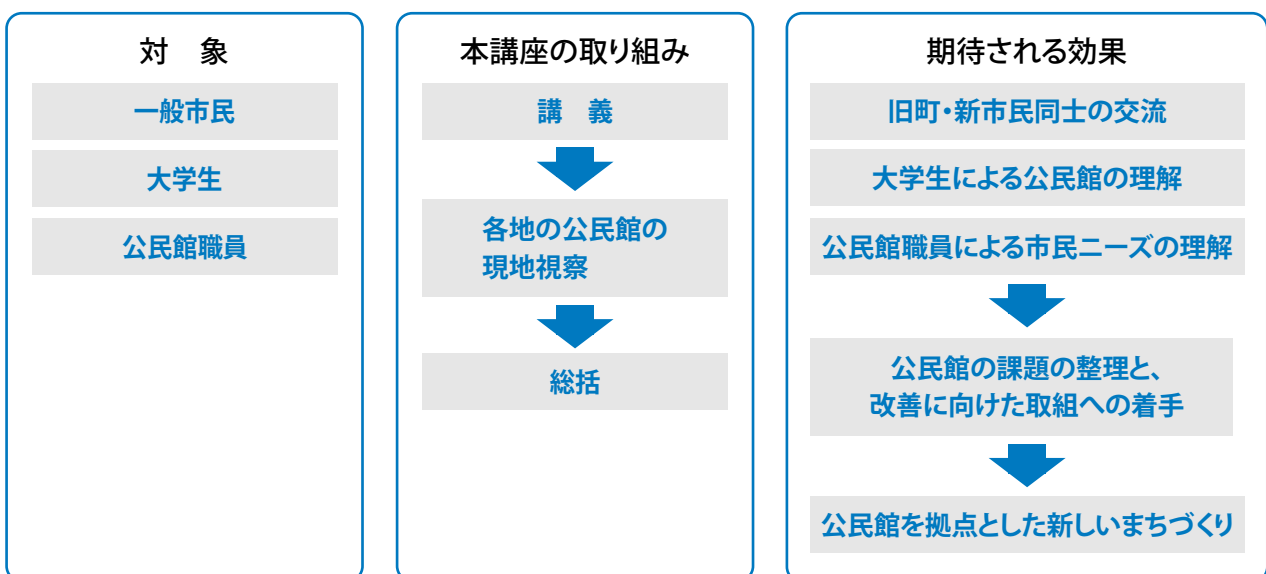 対　象
一般市民
大学生
公民館職員
本講座の取り組み
講　義
各地の公民館の
現地視察
総括
期待される効果
旧町・新市民同士の交流
大学生による公民館の理解
公民館職員による市民ニーズの理解
公民館の課題の整理と、
改善に向けた取組への着手
公民館を拠点とした新しいまちづくり